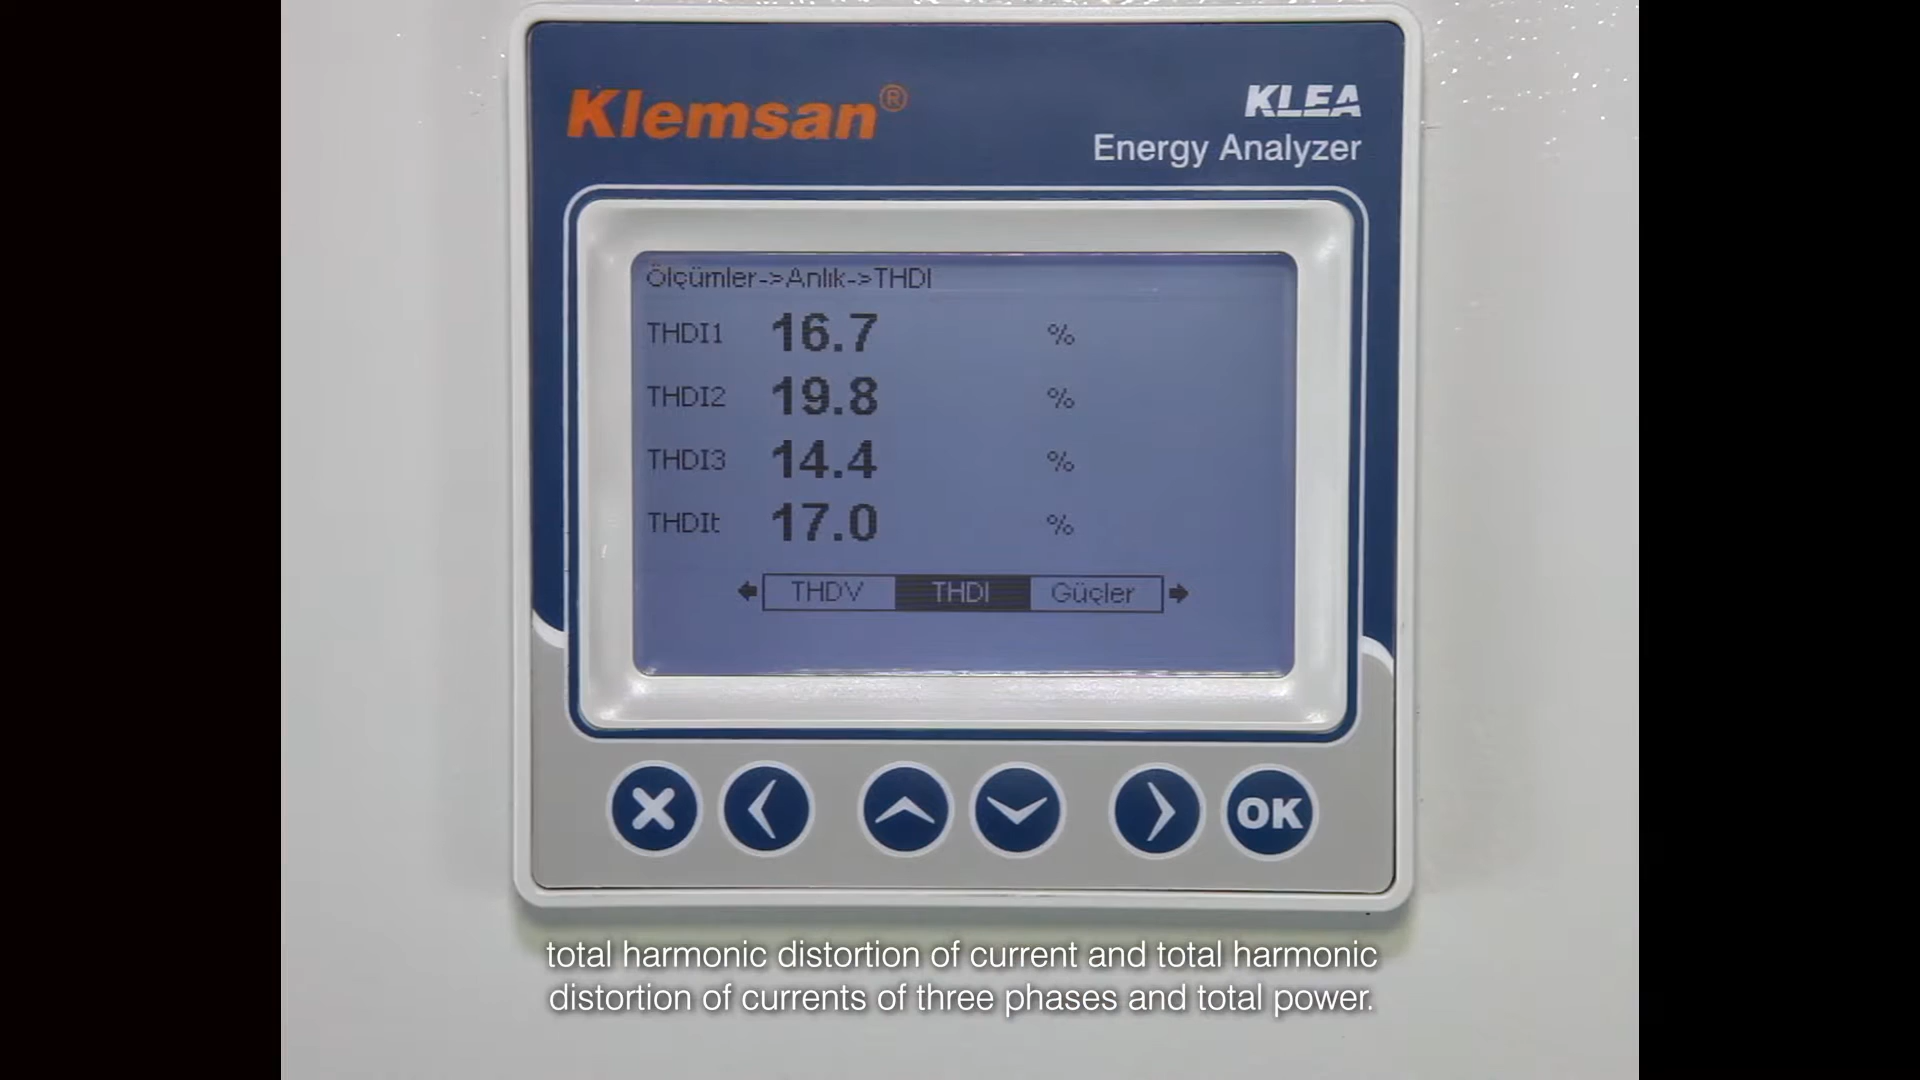 Klemsan®
KLEA
Energy Analyzer
Ölçümler->Anlık->THDI
THDI1 16.7 %
THDI2 19.8 %
THDI3 14.4 %
THDIt 17.0 %
THDV THDI Güçler
OK
total harmonic distortion of current and total harmonic
distortion of currents of three phases and total power.